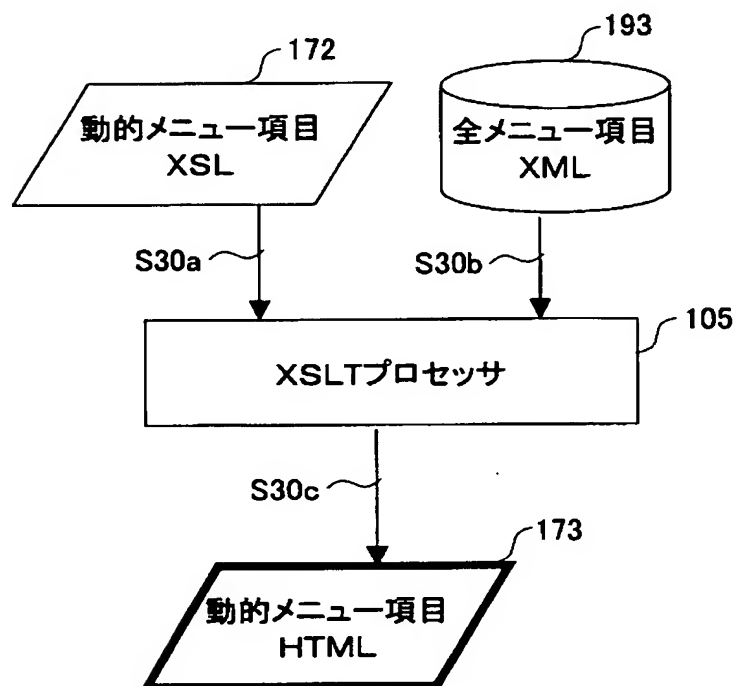 172
193
動的メニュー項目
XSL
全メニュー項目
XML
S30a
S30b
105
XSLTプロセッサ
S30c
173
動的メニュー項目
HTML